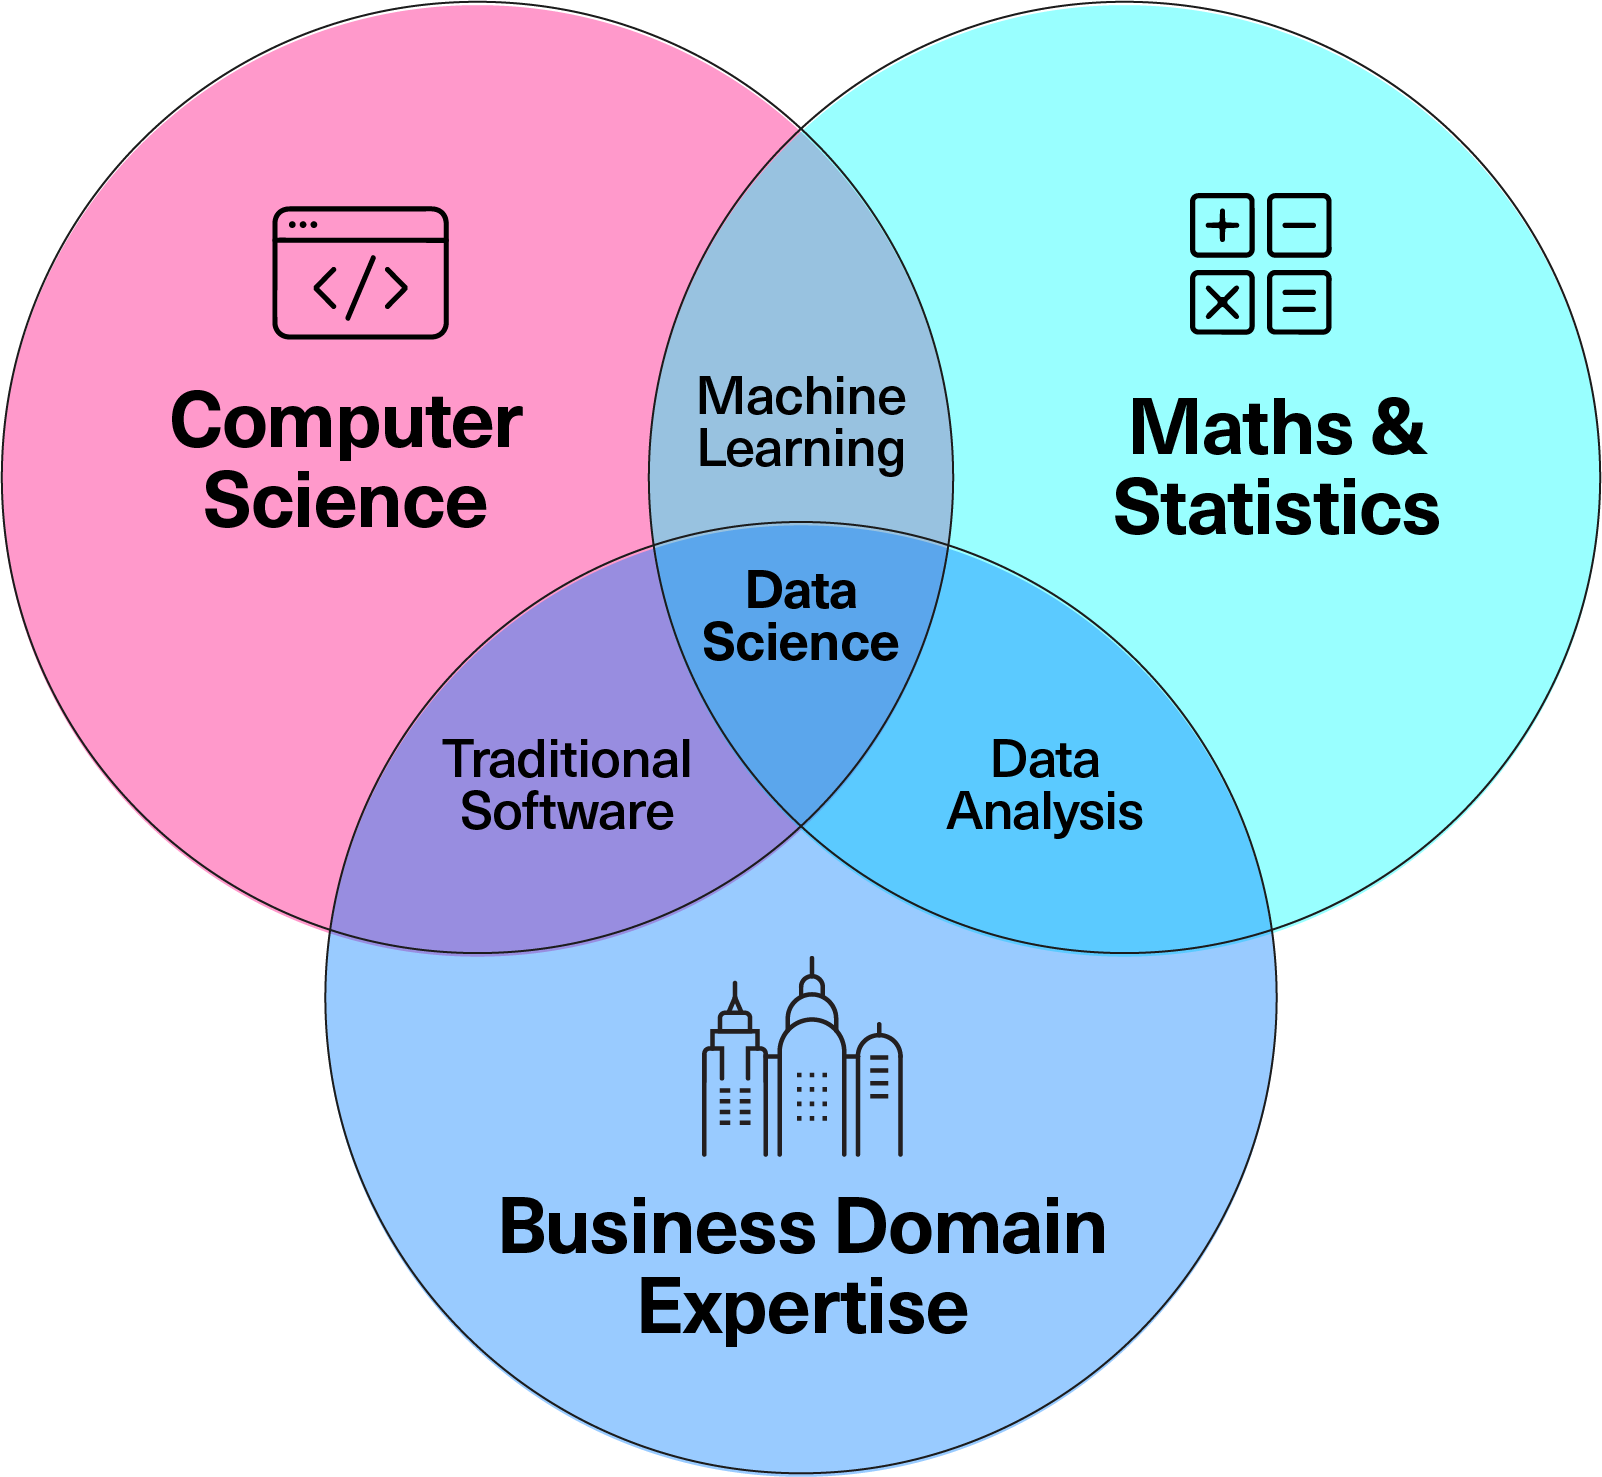 Computer
Science
Maths &
Statistics
Machine
Learning
Data
Science
Traditional
Software
Data
Analysis
Business Domain
Expertise